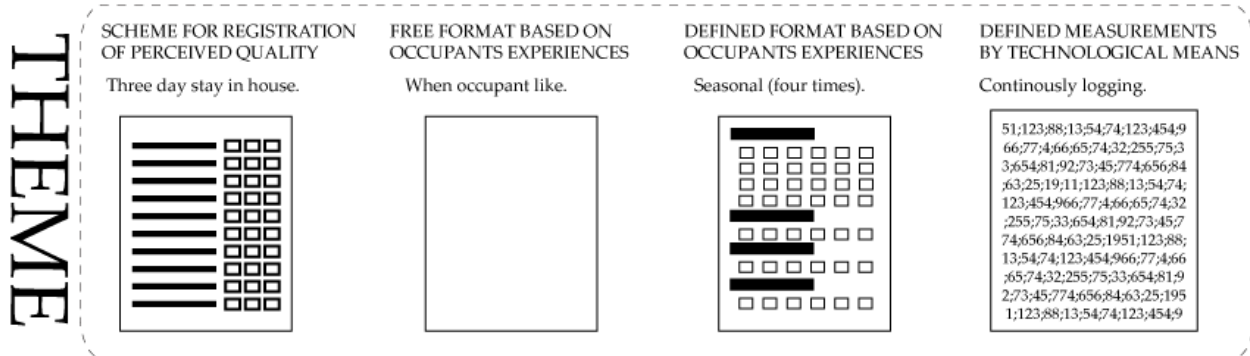 THEME
SCHEME FOR REGISTRATION
OF PERCEIVED QUALITY
Three day stay in house.
FREE FORMAT BASED ON
OCCUPANTS EXPERIENCES
When occupant like.
DEFINED FORMAT BASED ON
OCCUPANTS EXPERIENCES
Seasonal (four times).
DEFINED MEASUREMENTS
BY TECHNOLOGICAL MEANS
Continously logging.
51;123;88;13;54;74;123;454;9
66;77;4;66;65;74;32;255;75;3
3;654;81;92;73;45;774;656;84
;63;25;19;11;123;88;13;54;74;
123;454;966;77;4;66;65;74;32
;255;75;33;654;81;92;73;45;7
74;656;84;63;25;1951;123;88;
13;54;74;123;454;966;77;4;66
;65;74;32;255;75;33;654;81;9
2;73;45;774;656;84;63;25;195
1;123;88;13;54;74;123;454;9